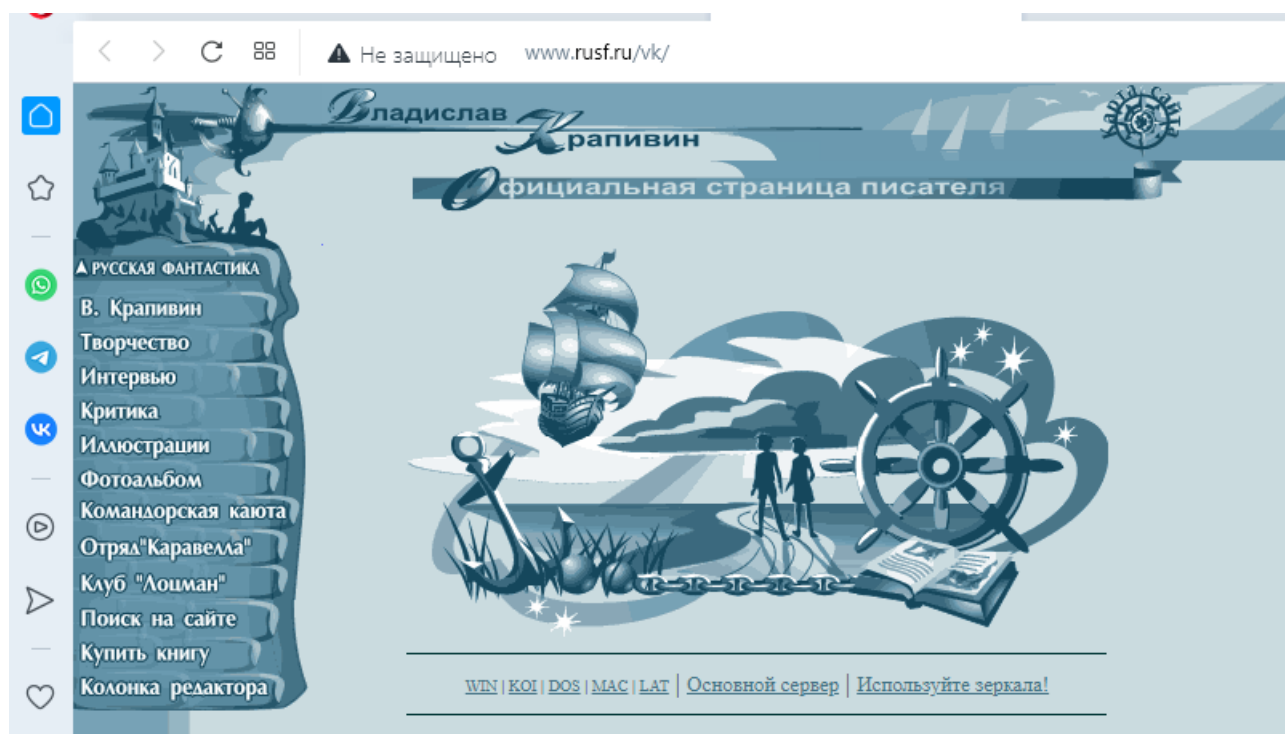 Не защищено www.rusf.ru/vk/
Владислав
Крапивин
карта сайта
Официальная страница писателя
РУССКАЯ ФАНТАСТИКА
В. Крапивин
Творчество
Интервью
Критика
Иллюстрации
Фотоальбом
Командорская каюта
Отряд"Каравелла"
Клуб "Лоцман"
Поиск на сайте
Купить книгу
Колонка редактора
WIN | KOI | DOS | MAC | LAT | Основной сервер | Используйте зеркала!